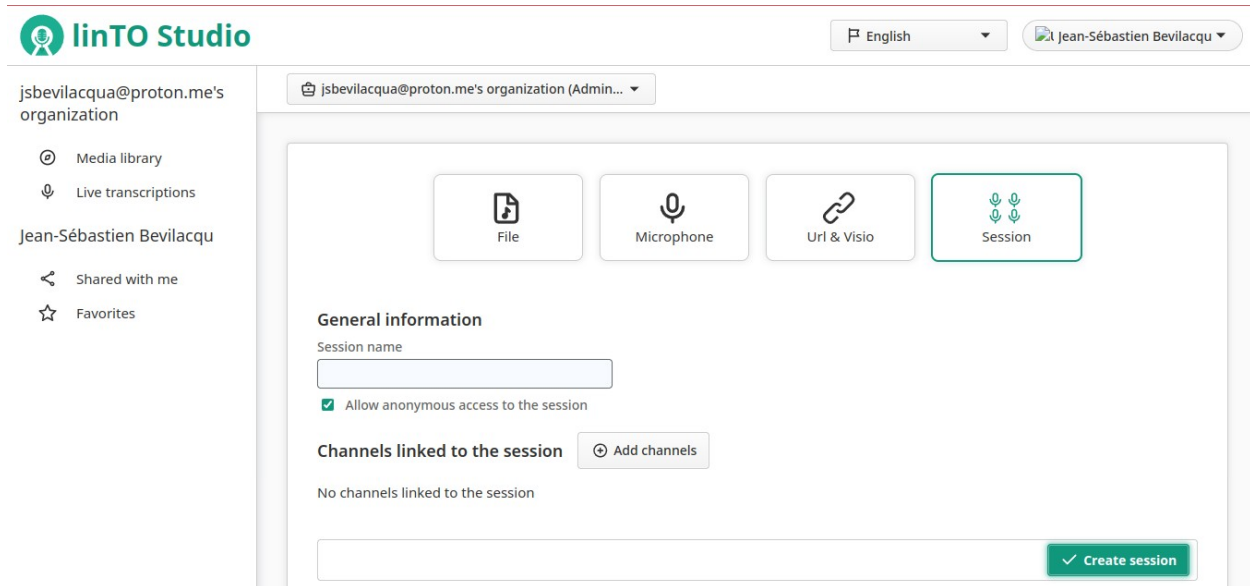 linTO Studio
English
Jean-Sébastien Bevilacqu
jsbevilacqua@proton.me's
organization
Media library
Live transcriptions
Jean-Sébastien Bevilacqu
Shared with me
Favorites
jsbevilacqua@proton.me's organization (Admin...
File
Microphone
Url & Visio
Session
General information
Session name
Allow anonymous access to the session
Channels linked to the session
Add channels
No channels linked to the session
Create session